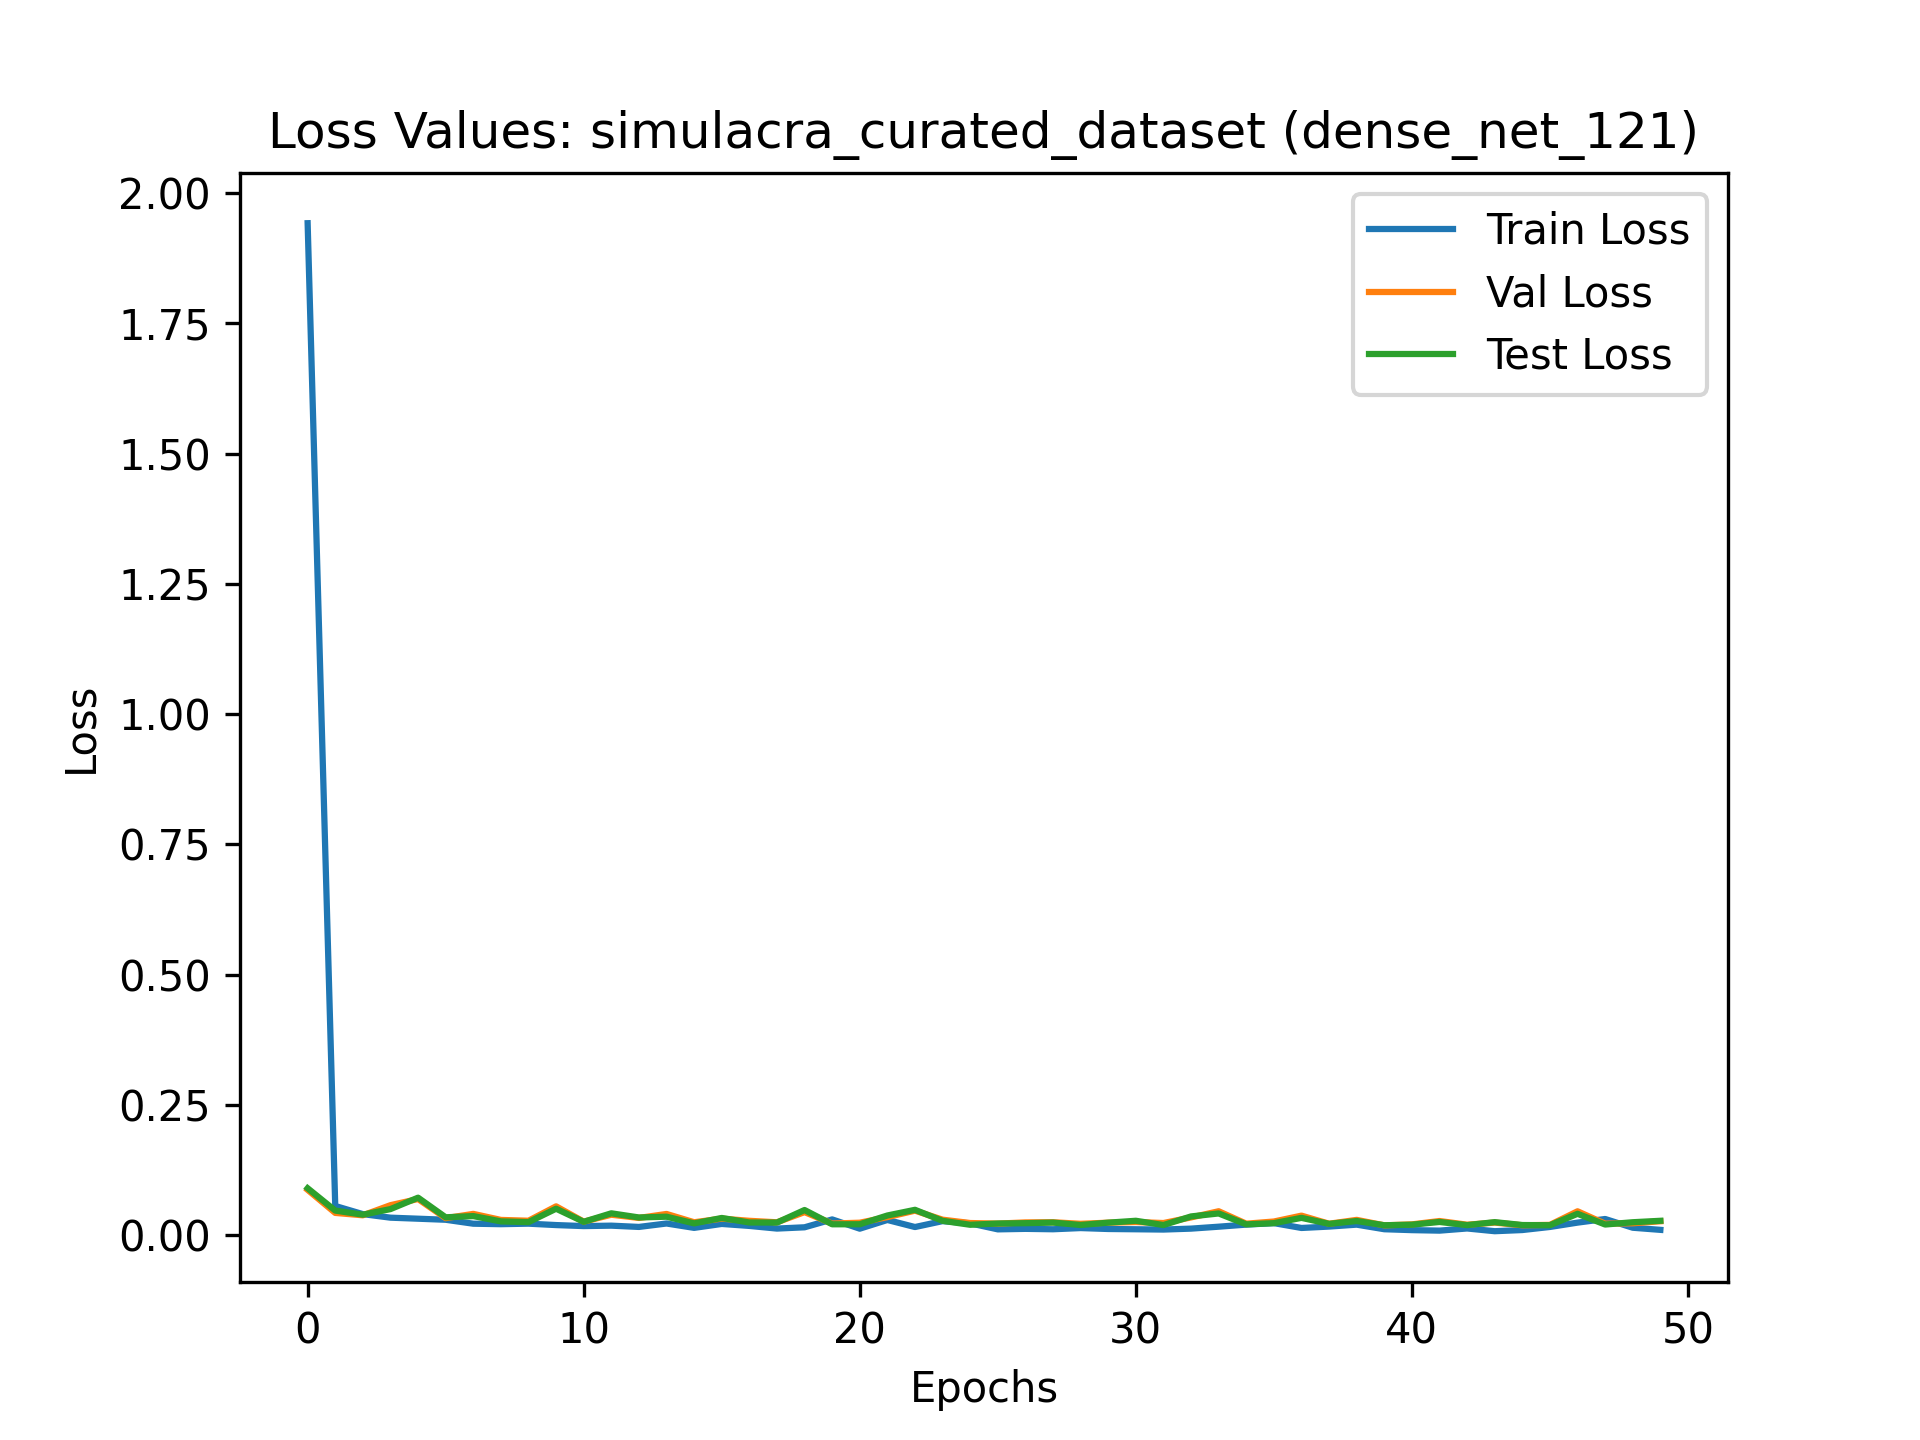 Loss Values: simulacra_curated_dataset (dense_net_121)
Train Loss
Val Loss
Test Loss
2.00
1.75
1.50
1.25
1.00
0.75
0.50
0.25
0.00
Loss
0 10 20 30 40 50
Epochs